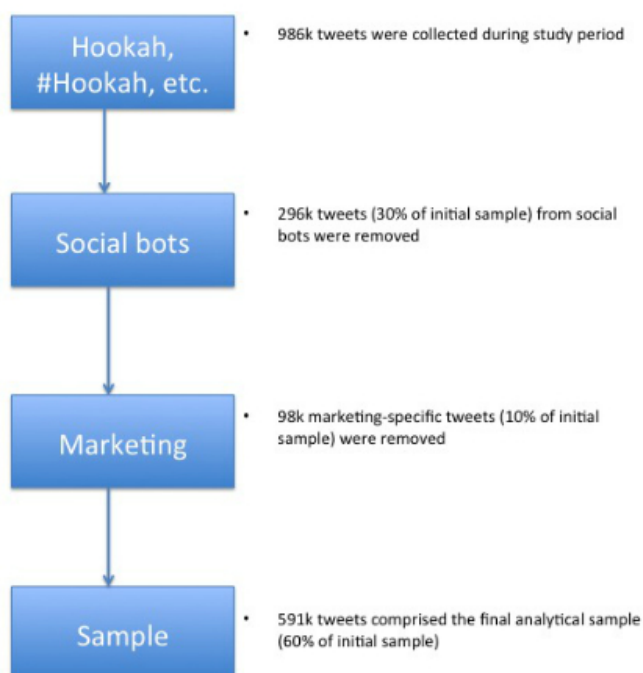 Hookah,
#Hookah, etc.
• 986k tweets were collected during study period
Social bots
• 296k tweets (30% of initial sample) from social
bots were removed
Marketing
• 98k marketing-specific tweets (10% of initial
sample) were removed
Sample
• 591k tweets comprised the final analytical sample
(60% of initial sample)